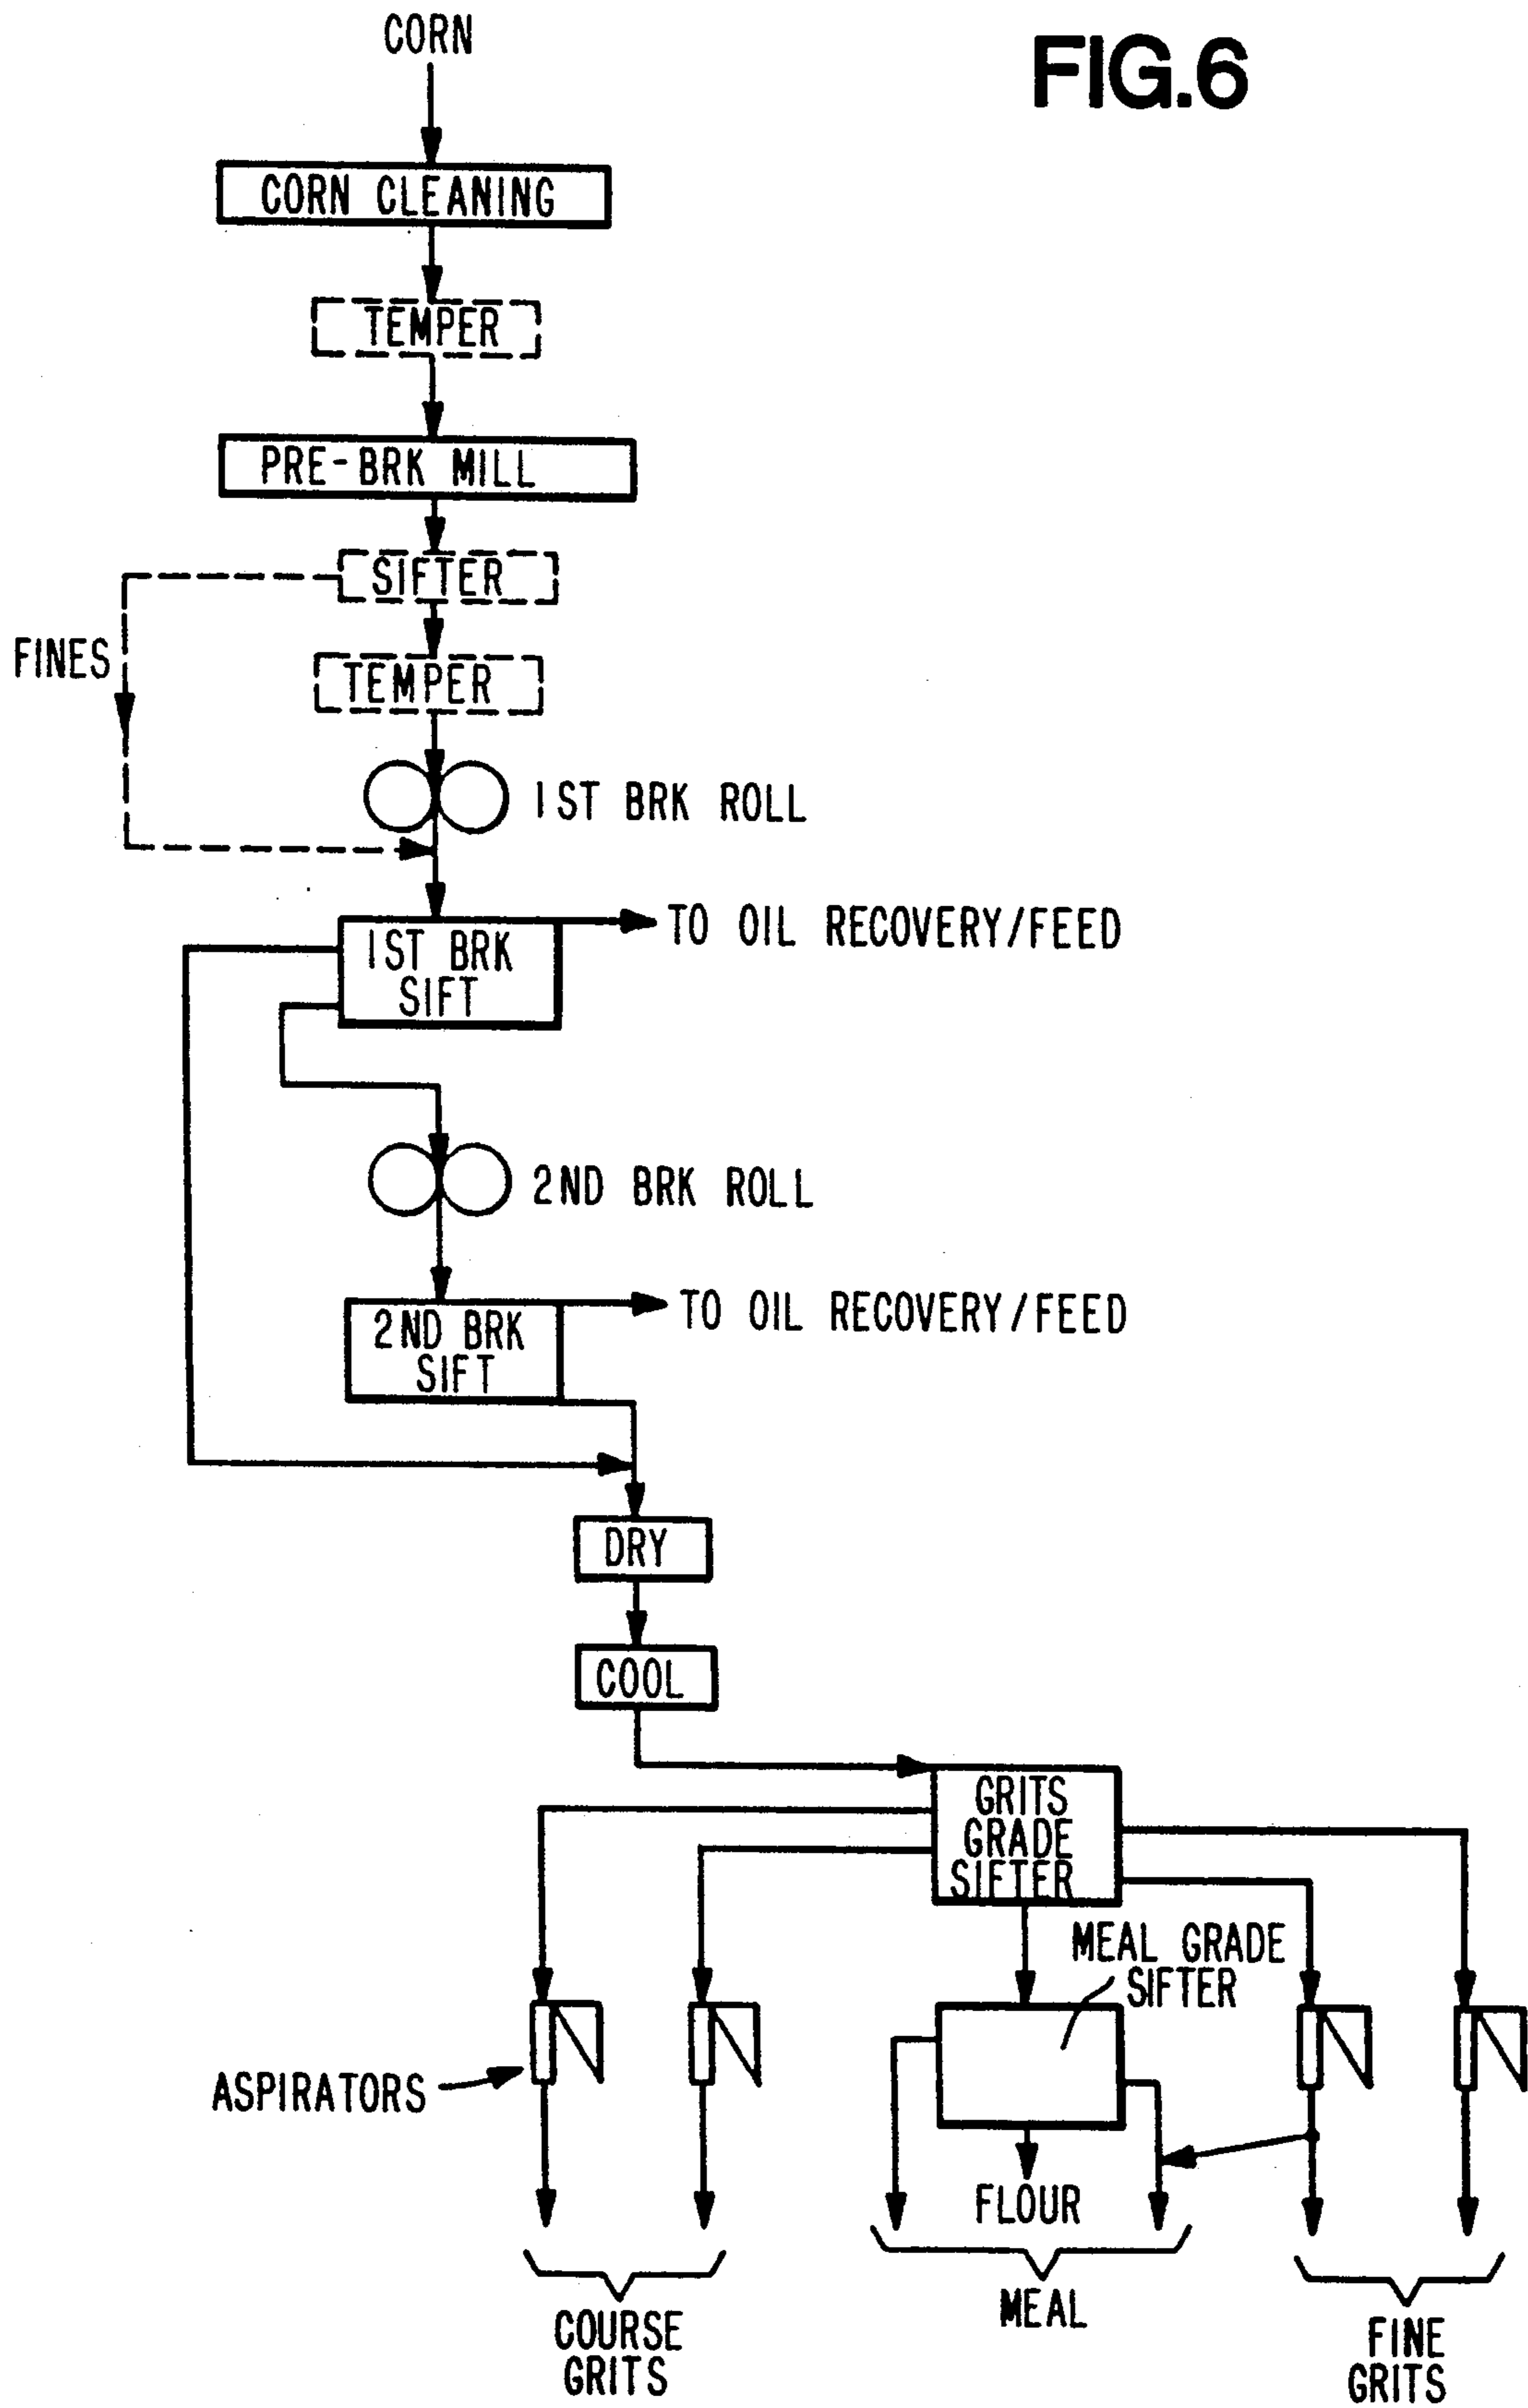 CORN
FIG.6
CORN CLEANING
TEMPER
PRE-BRK MILL
SIFTER
FINES
TEMPER
1ST BRK ROLL
TO OIL RECOVERY/FEED
1ST BRK
SIFT
2ND BRK ROLL
TO OIL RECOVERY/FEED
2ND BRK
SIFT
DRY
COOL
GRITS
GRADE
SIFTER
MEAL GRADE
SIFTER
ASPIRATORS
FLOUR
MEAL
COURSE
GRITS
FINE
GRITS